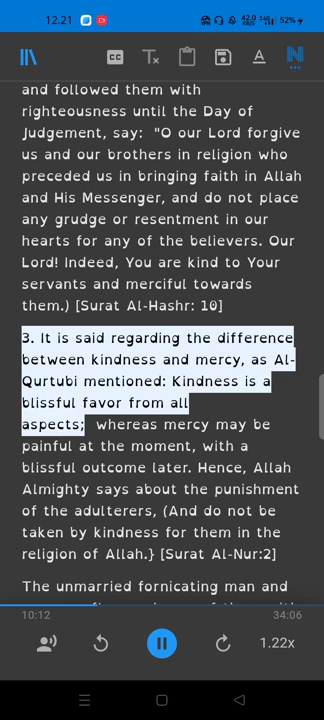 12.21
42.0 KB/s
52%
CC
and followed them with
righteousness until the Day of
Judgement, say:  "O our Lord forgive
us and our brothers in religion who
preceded us in bringing faith in Allah
and His Messenger, and do not place
any grudge or resentment in our
hearts for any of the believers. Our
Lord! Indeed, You are kind to Your
servants and merciful towards
them.) [Surat Al-Hashr: 10]
3. It is said regarding the difference
between kindness and mercy, as Al-
Qurtubi mentioned: Kindness is a
blissful favor from all
aspects;  whereas mercy may be
painful at the moment, with a
blissful outcome later. Hence, Allah
Almighty says about the punishment
of the adulterers, (And do not be
taken by kindness for them in the
religion of Allah.} [Surat Al-Nur:2]
The unmarried fornicating man and
10:12
34:06
1.22x